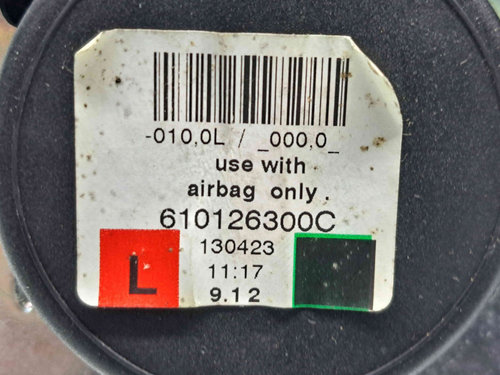 -010,0L / _000,0_
use with
airbag only .
610126300C
130423
11:17
L
9.12